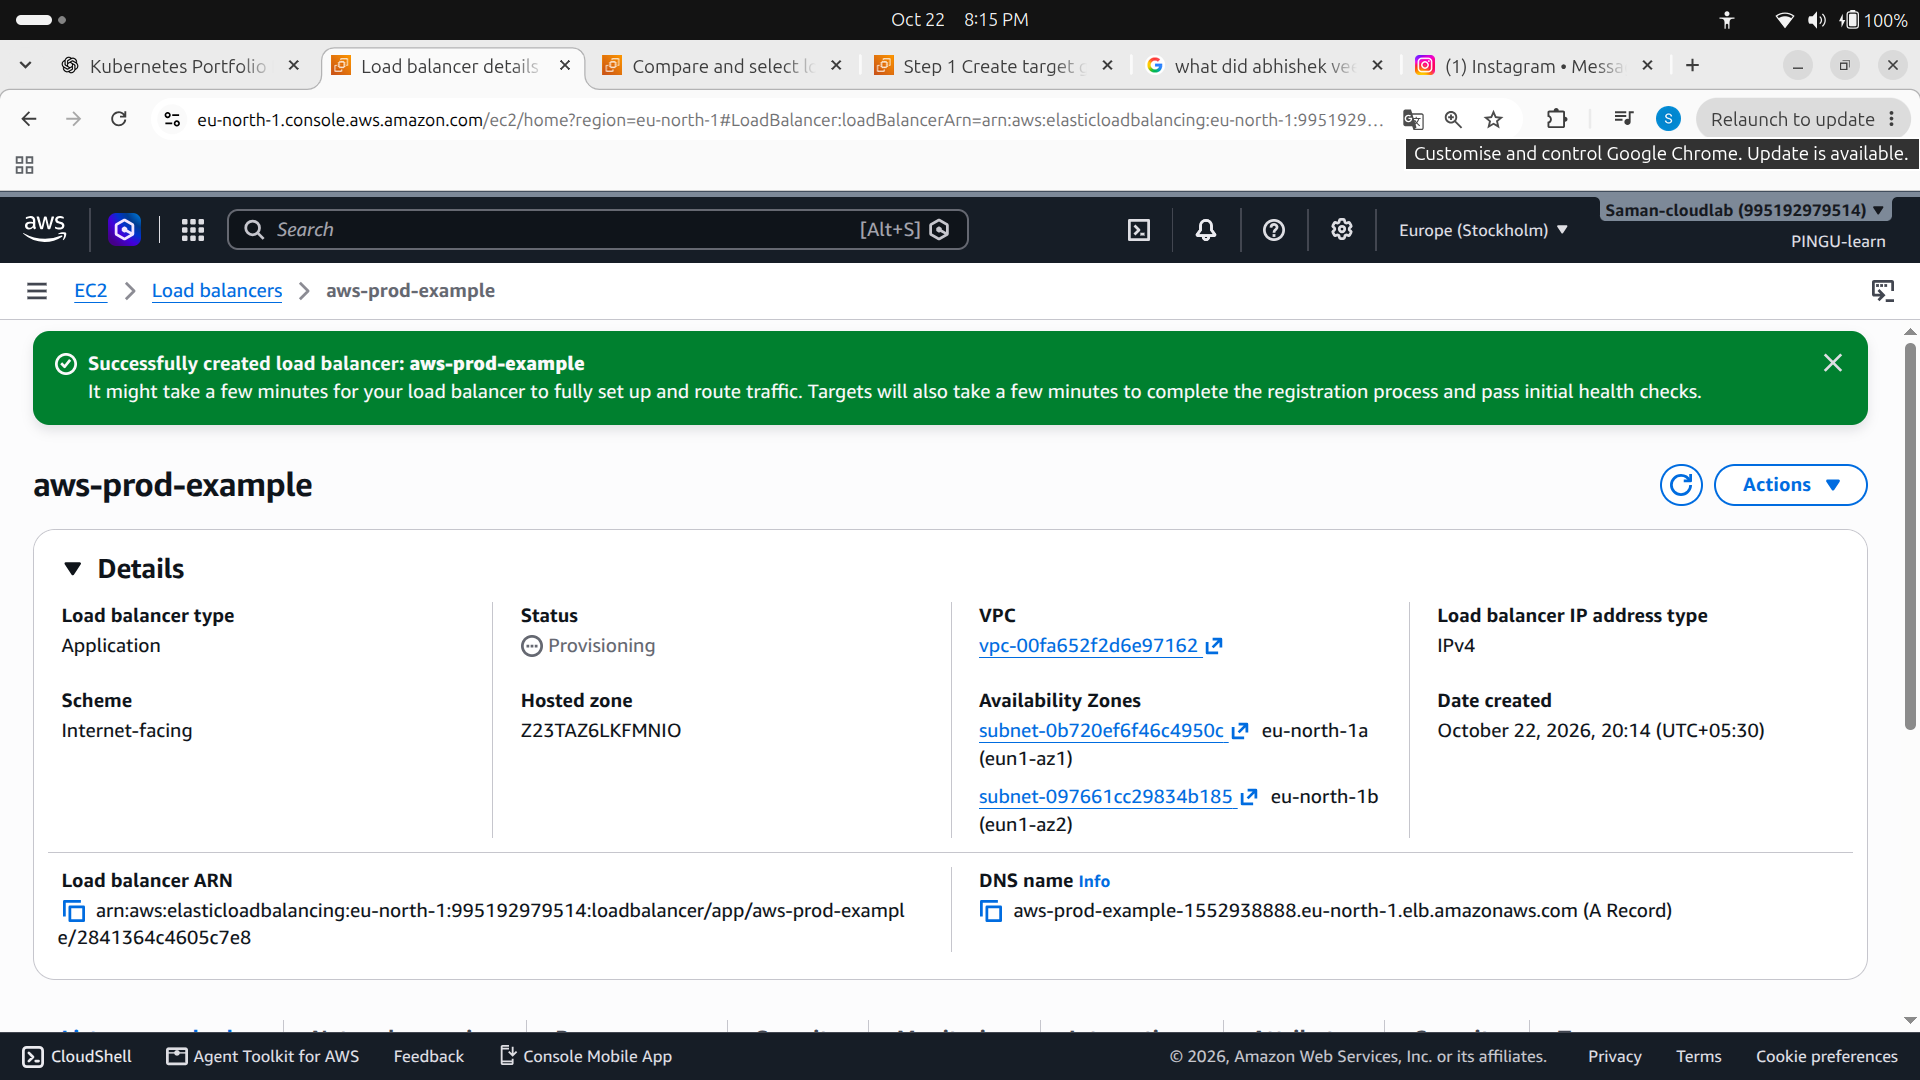 Oct 22 8:15 PM
100%
Kubernetes Portfolio
Load balancer details
Compare and select lo
Step 1 Create target g
what did abhishek vee
(1) Instagram • Messa
eu-north-1.console.aws.amazon.com/ec2/home?region=eu-north-1#LoadBalancer:loadBalancerArn=arn:aws:elasticloadbalancing:eu-north-1:9951929...
S
Relaunch to update
Customise and control Google Chrome. Update is available.
aws
Search
[Alt+S]
Europe (Stockholm)
Saman-cloudlab (995192979514)
PINGU-learn
EC2
Load balancers
aws-prod-example
Successfully created load balancer: aws-prod-example
It might take a few minutes for your load balancer to fully set up and route traffic. Targets will also take a few minutes to complete the registration process and pass initial health checks.
aws-prod-example
Actions
Details
Load balancer type
Application
Status
Provisioning
VPC
vpc-00fa652f2d6e97162
Load balancer IP address type
IPv4
Scheme
Internet-facing
Hosted zone
Z23TAZ6LKFMNIO
Availability Zones
subnet-0b720ef6f46c4950c eu-north-1a
(eun1-az1)
subnet-097661cc29834b185 eu-north-1b
(eun1-az2)
Date created
October 22, 2026, 20:14 (UTC+05:30)
Load balancer ARN
arn:aws:elasticloadbalancing:eu-north-1:995192979514:loadbalancer/app/aws-prod-exampl
e/2841364c4605c7e8
DNS name Info
aws-prod-example-1552938888.eu-north-1.elb.amazonaws.com (A Record)
CloudShell
Agent Toolkit for AWS
Feedback
Console Mobile App
© 2026, Amazon Web Services, Inc. or its affiliates.
Privacy
Terms
Cookie preferences